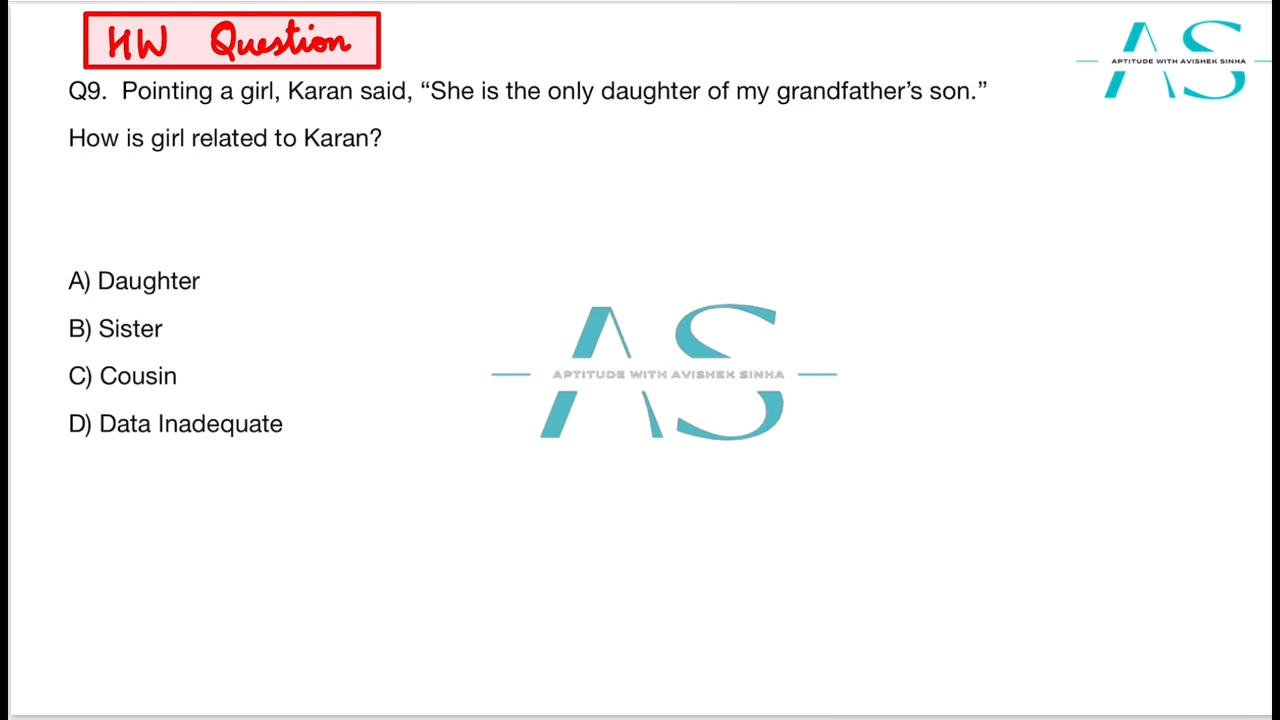 HW Question
AS
APTITUDE WITH AVISHEK SINHA
Q9. Pointing a girl, Karan said, “She is the only daughter of my grandfather’s son.”
How is girl related to Karan?
A) Daughter
B) Sister
C) Cousin
D) Data Inadequate
AS
APTITUDE WITH AVISHEK SINHA